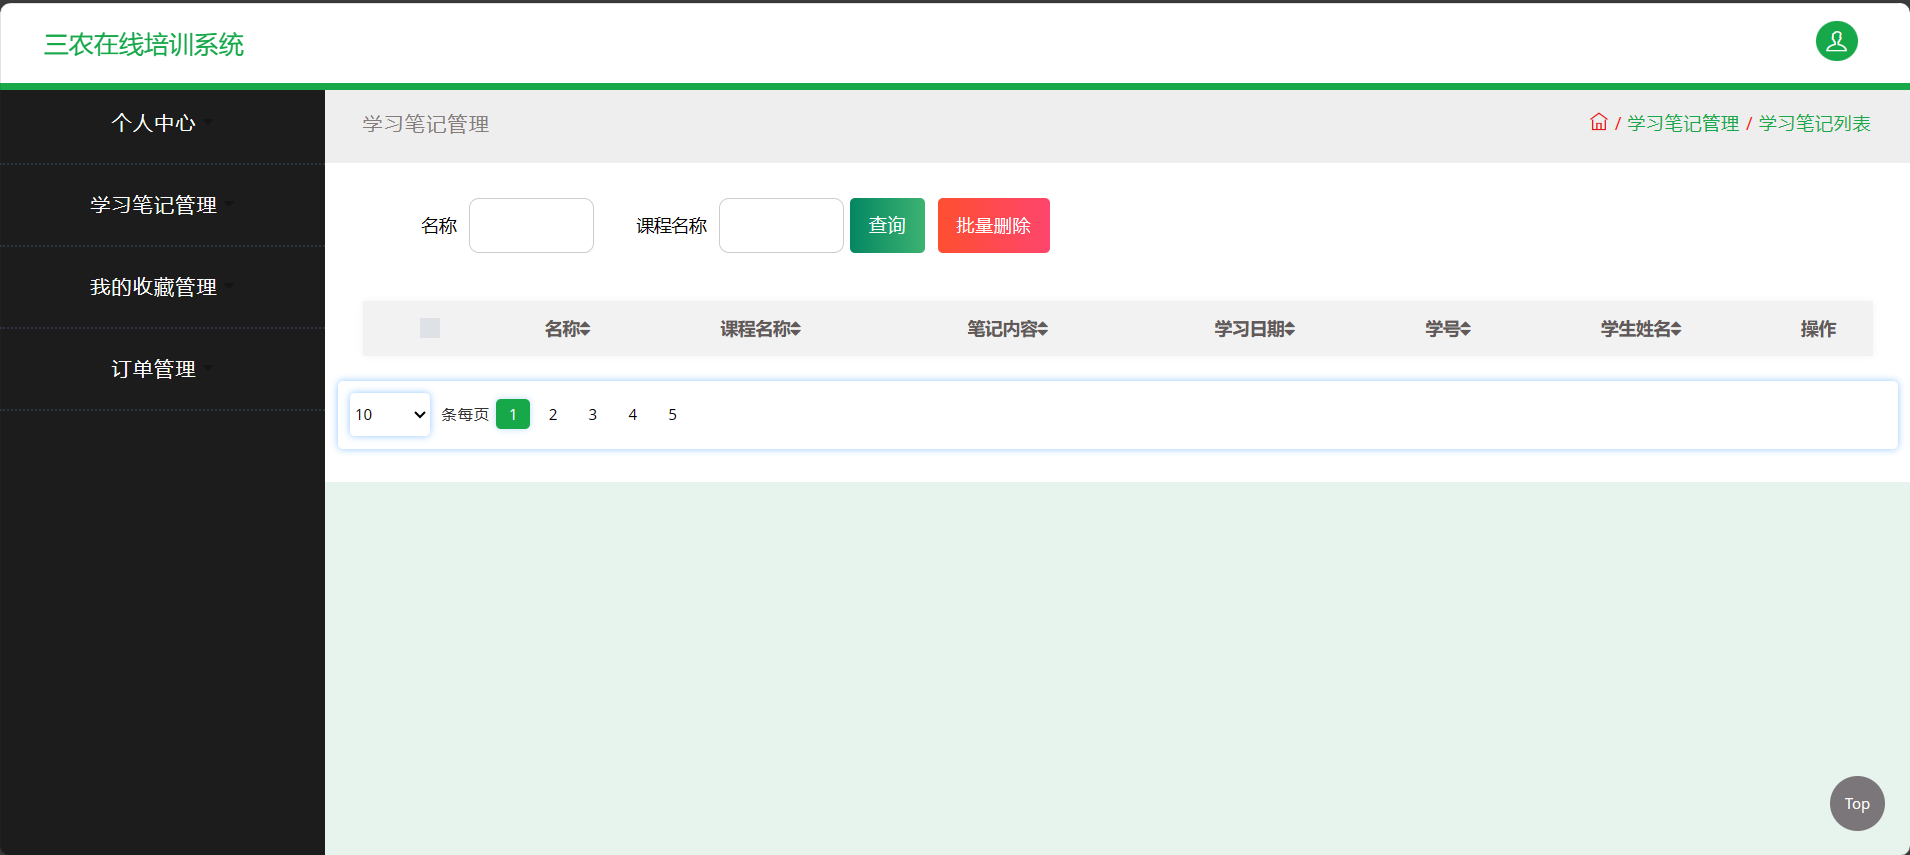 三农在线培训系统
个人中心
学习笔记管理
我的收藏管理
订单管理
学习笔记管理
/ 学习笔记管理 / 学习笔记列表
名称 课程名称 查询 批量删除
名称 课程名称 笔记内容 学习日期 学号 学生姓名 操作
10 条每页 1 2 3 4 5
Top